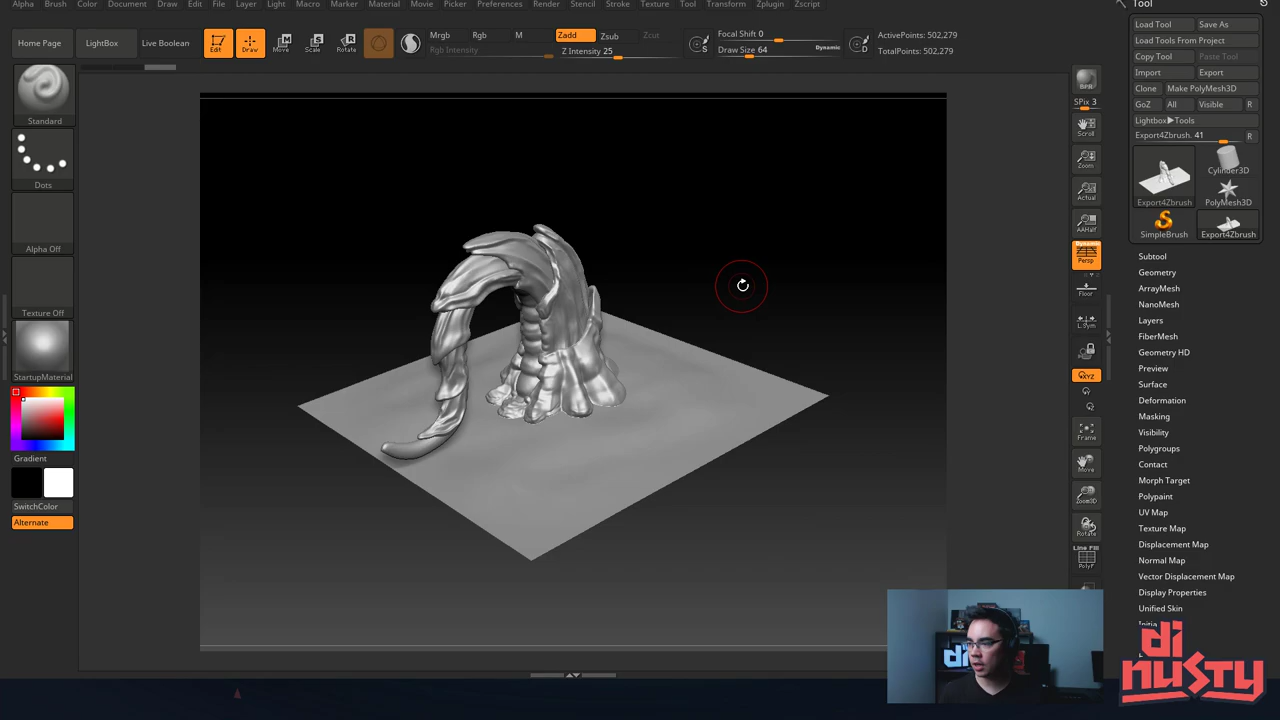 Alpha Brush Color Document Draw Edit File Layer Light Macro Marker Material Movie Picker Preferences Render Stencil Stroke Texture Tool Transform Zplugin Zscript
Tool
Home Page
LightBox
Live Boolean
Edit
Draw
Move
Scale
Rotate
Mrgb Rgb M
Rgb Intensity
Zadd Zsub Zcut
Z Intensity 25
S
Focal Shift 0
Draw Size 64
Dynamic
D
ActivePoints: 502,279
TotalPoints: 502,279
Load Tool Save As
Load Tools From Project
Copy Tool Paste Tool
Import Export
Clone Make PolyMesh3D
GoZ All Visible R
Lightbox▶Tools
Export4Zbrush. 41 R
Export4Zbrush
Cylinder3D
PolyMesh3D
SimpleBrush
Export4Zbrush
Subtool
Geometry
ArrayMesh
NanoMesh
Layers
FiberMesh
Geometry HD
Preview
Surface
Deformation
Masking
Visibility
Polygroups
Contact
Morph Target
Polypaint
UV Map
Texture Map
Displacement Map
Normal Map
Vector Displacement Map
Display Properties
Unified Skin
Initia
Standard
Dots
Alpha Off
Texture Off
StartupMaterial
Gradient
SwitchColor
Alternate
BPR
SPix 3
Scroll
Zoom
Actual
AAHalf
Dynamic
Persp
Floor
L.Sym
XYZ
Frame
Move
Zoom3D
Rotate
Line Fill
PolyF
di
di
nusty